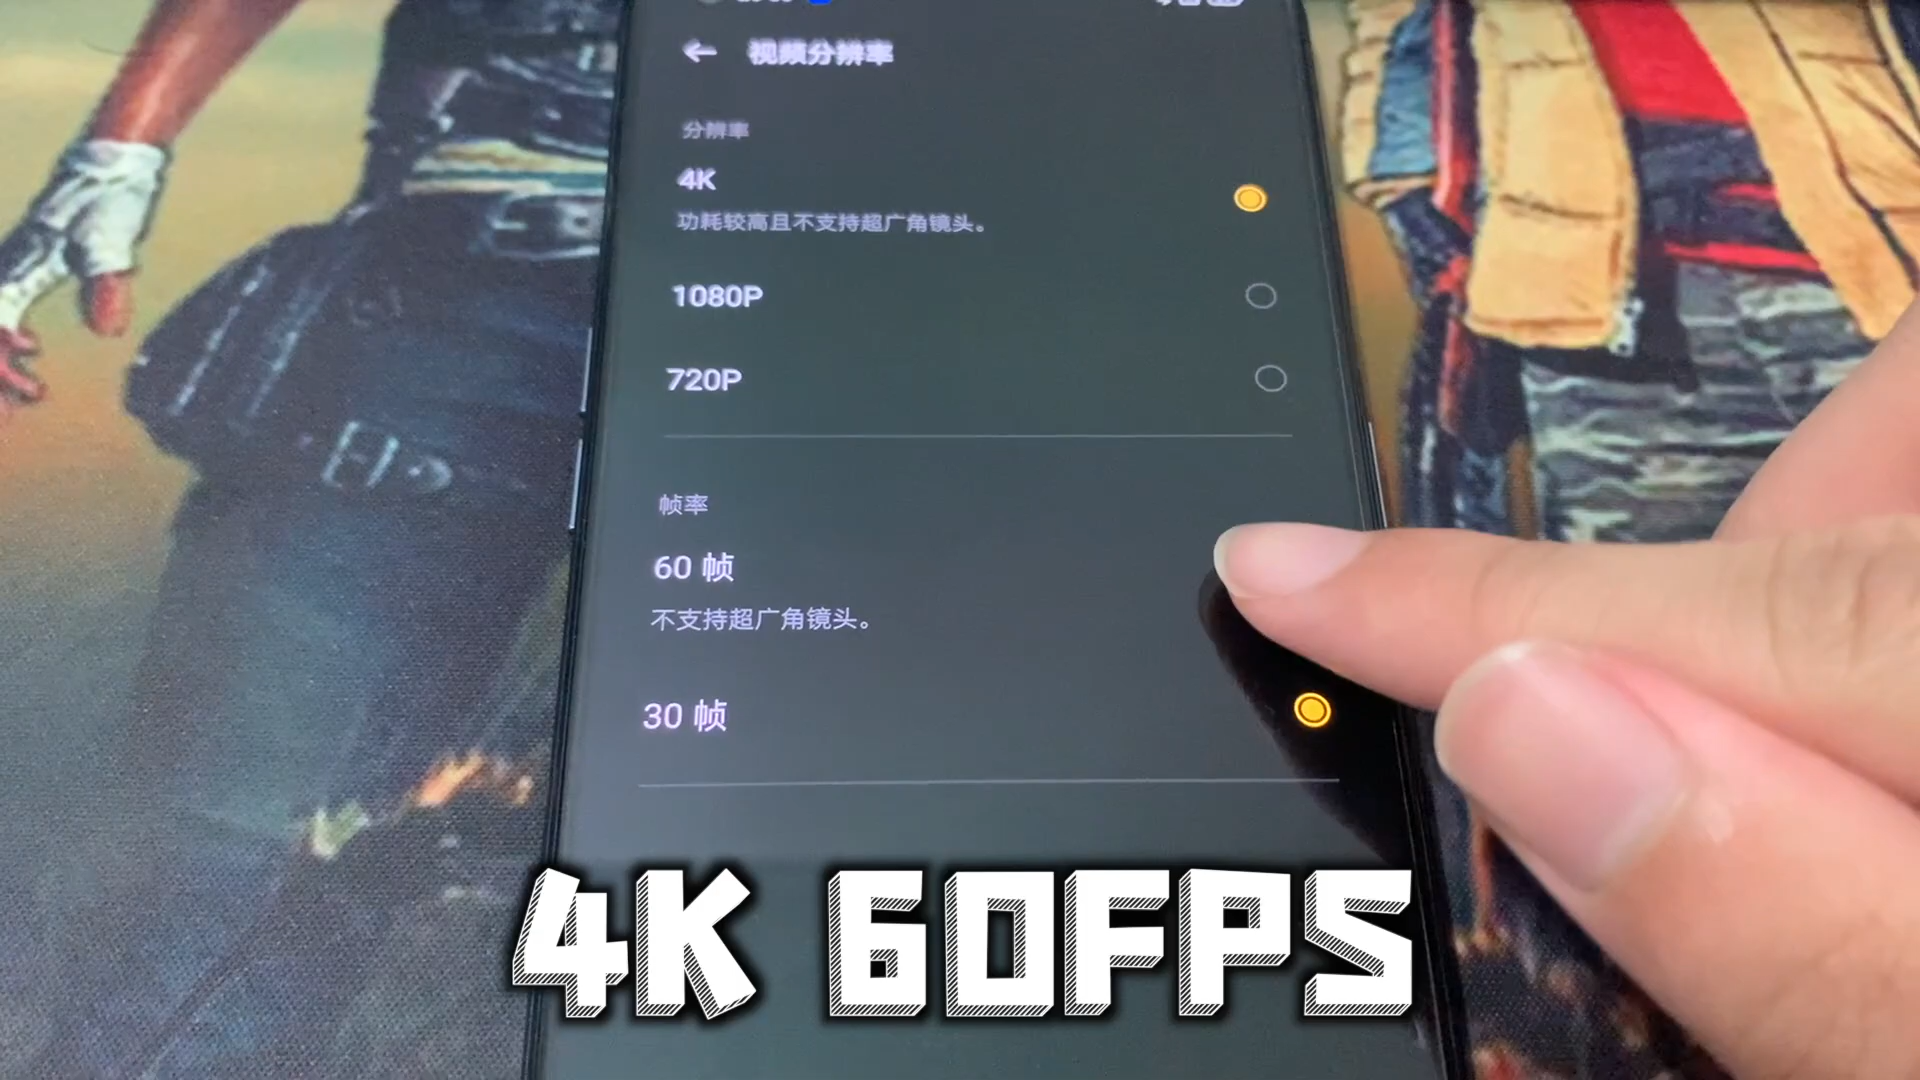 视频分辨率
分辨率
4K
功耗较高且不支持超广角镜头。
1080P
720P
帧率
60 帧
不支持超广角镜头。
30 帧
4K 60FPS